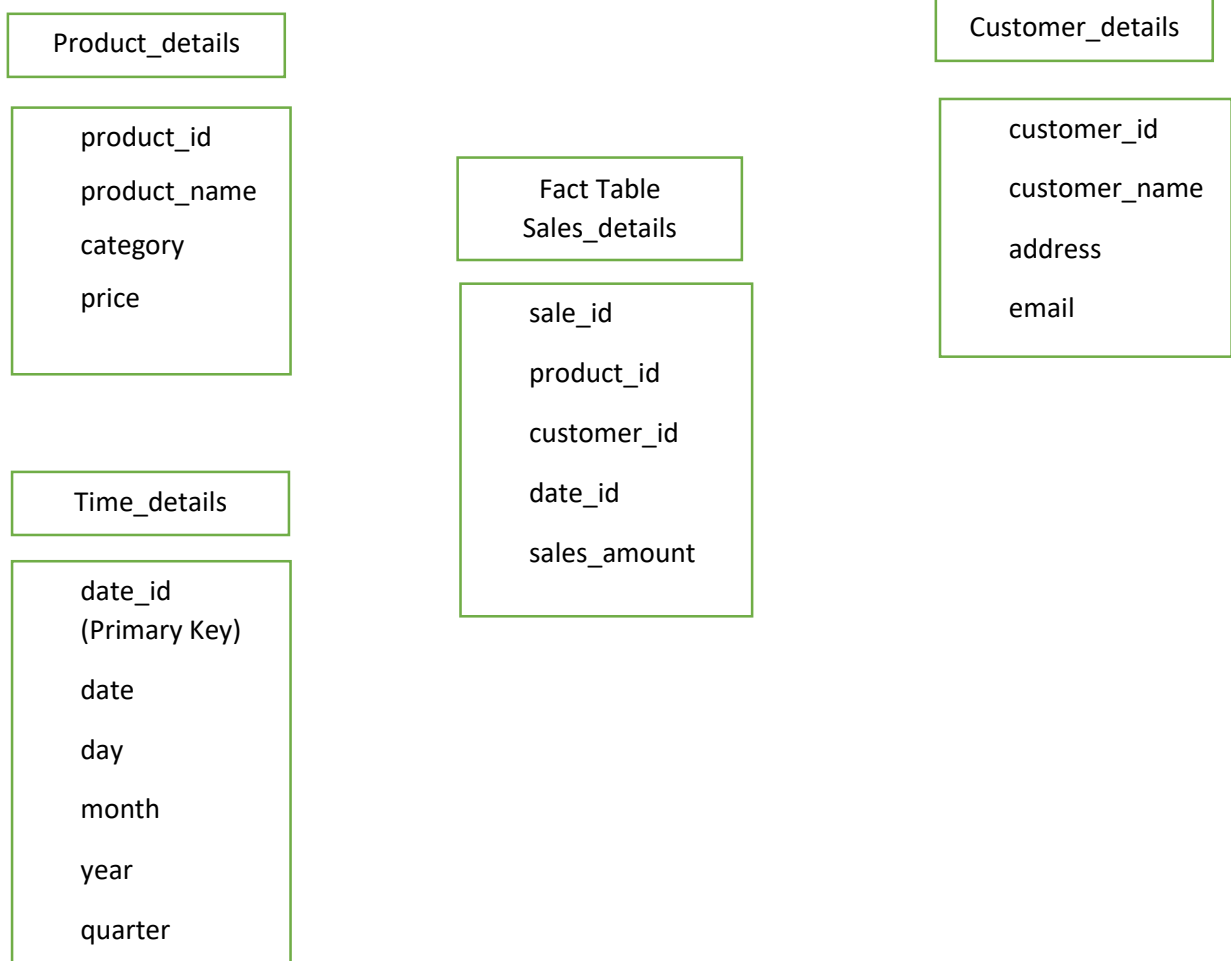 Product_details
product_id
product_name
category
price
Fact Table
Sales_details
sale_id
product_id
customer_id
date_id
sales_amount
Customer_details
customer_id
customer_name
address
email
Time_details
date_id
(Primary Key)
date
day
month
year
quarter